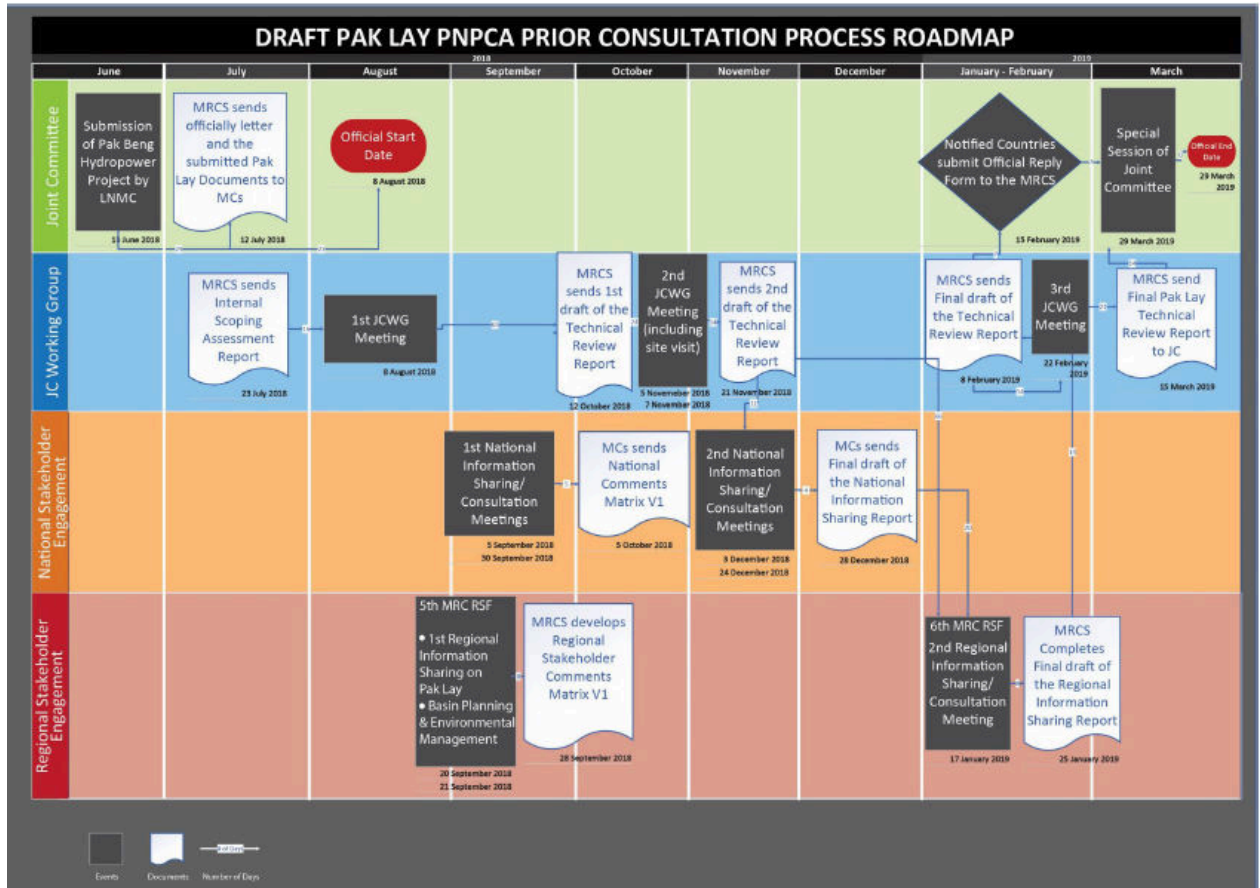 DRAFT PAK LAY PNPCA PRIOR CONSULTATION PROCESS ROADMAP
2018
2019
June
July
August
September
October
November
December
January - February
March
Joint Committee
Submission
of Pak Beng
Hydropower
Project by
LNMC
June 2018
MRCS sends
officially letter
and the
submitted Pak
Lay Documents to
MCs
12 July 2018
Official Start
Date
8 August 2018
Notified Countries
submit Official Reply
Form to the MRCS
15 February 2019
Special
Session of
Joint
Committee
29 March 2019
Official End
Date
29 March
2019
JC Working Group
MRCS sends
Internal
Scoping
Assessment
Report
23 July 2018
1st JCWG
Meeting
8 August 2018
MRCS
sends 1st
draft of the
Technical
Review
Report
12 October 2018
2nd
JCWG
Meeting
(including
site visit)
5 Novemeber 2018
7 November 2018
MRCS
sends 2nd
draft of the
Technical
Review
Report
21 November 2018
MRCS sends
Final draft of
the Technical
Review Report
8 February 2019
3rd
JCWG
Meeting
22 February
2019
MRCS send
Final Pak Lay
Technical
Review Report
to JC
15 March 2019
National Stakeholder
Engagement
1st National
Information
Sharing/
Consultation
Meetings
5 September 2018
30 September 2018
MCs sends
National
Comments
Matrix V1
5 October 2018
2nd National
Information
Sharing/
Consultation
Meetings
3 December 2018
24 December 2018
MCs sends
Final draft of
the National
Information
Sharing Report
28 December 2018
Regional Stakeholder
Engagement
5th MRC RSF
• 1st Regional
Information
Sharing on
Pak Lay
• Basin Planning
& Environmental
Management
20 September 2018
21 September 2018
MRCS develops
Regional
Stakeholder
Comments
Matrix V1
28 September 2018
6th MRC RSF
2nd Regional
Information
Sharing/
Consultation
Meeting
17 January 2019
MRCS
Completes
Final draft of
the Regional
Information
Sharing Report
25 January 2019
Events
Documents
# of Days
Number of Days